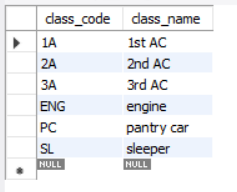 class_code class_name
1A 1st AC
2A 2nd AC
3A 3rd AC
ENG engine
PC pantry car
SL sleeper
NULL NULL